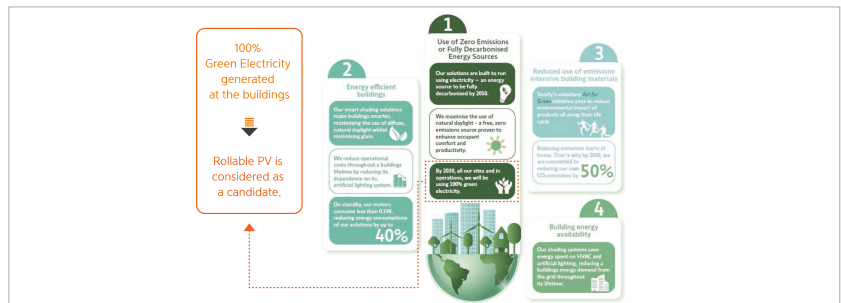 100%
Green Electricity
generated
at the buildings
Rollable PV is
considered as
a candidate.
1
Use of Zero Emissions
or Fully Decarbonised
Energy Sources
Our solutions are built to run
using electricity — an energy
source to be fully
decarbonised by 2050.
We maximise the use of
natural daylight – a free, zero
emissions source proven to
enhance occupant
comfort and
productivity.
By 2030, all our sites and in
operations, we will be
using 100% green
electricity.
2
Energy efficient
buildings
Our smart shading solutions
make buildings smarter,
maximising the use of diffuse,
natural daylight whilst
minimising glare.
We reduce operational
costs throughout a buildings
lifetime by reducing its
dependence on its
artificial lighting system.
On standby, our motors
consume less than 0.5W,
reducing energy consumption
of our solutions by up to
40%
3
Reduced use of emissions
intensive building materials
Somfy's voluntary Act for
Green initiative aims to reduce
environmental impact of
products all along their life
cycle.
Reducing emissions starts at
home. That is why by 2030, we
are committed to
reducing our own
CO₂ emissions by
50%
4
Building energy
availability
Our shading systems save
energy spent on HVAC and
artificial lighting, reducing a
buildings energy demand from
the grid throughout
its lifetime.